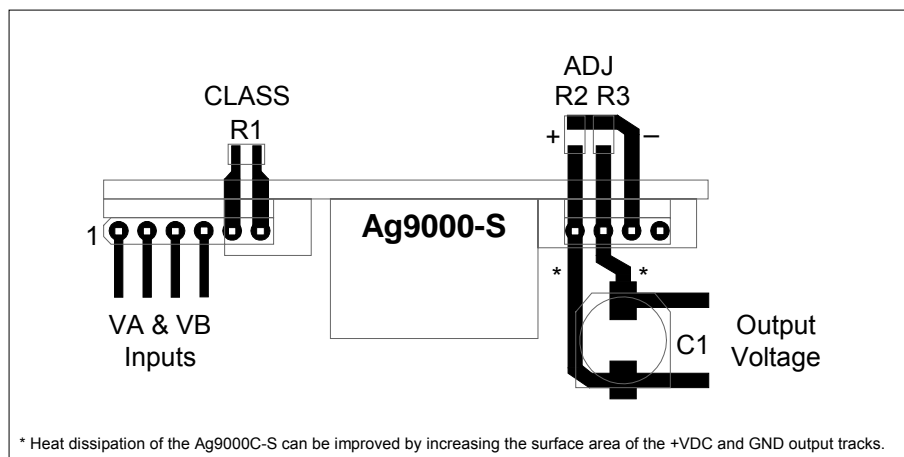 ADJ
CLASS
R2 R3
R1
+
–
Ag9000-S
1
*
*
VA & VB
Inputs
C1
Output
Voltage
* Heat dissipation of the Ag9000C-S can be improved by increasing the surface area of the +VDC and GND output tracks.